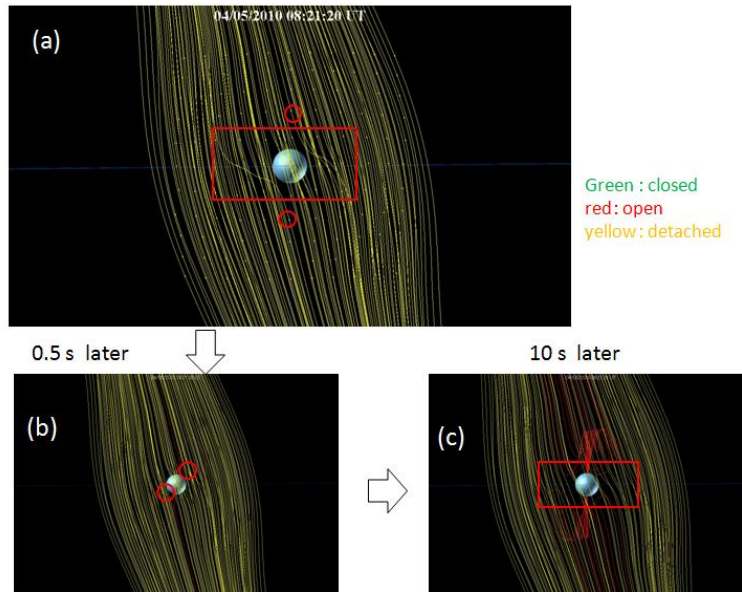 04/05/2010 08:21:20 UT
(a)
Green : closed
red : open
yellow : detached
0.5 s later
10 s later
(b)
(c)